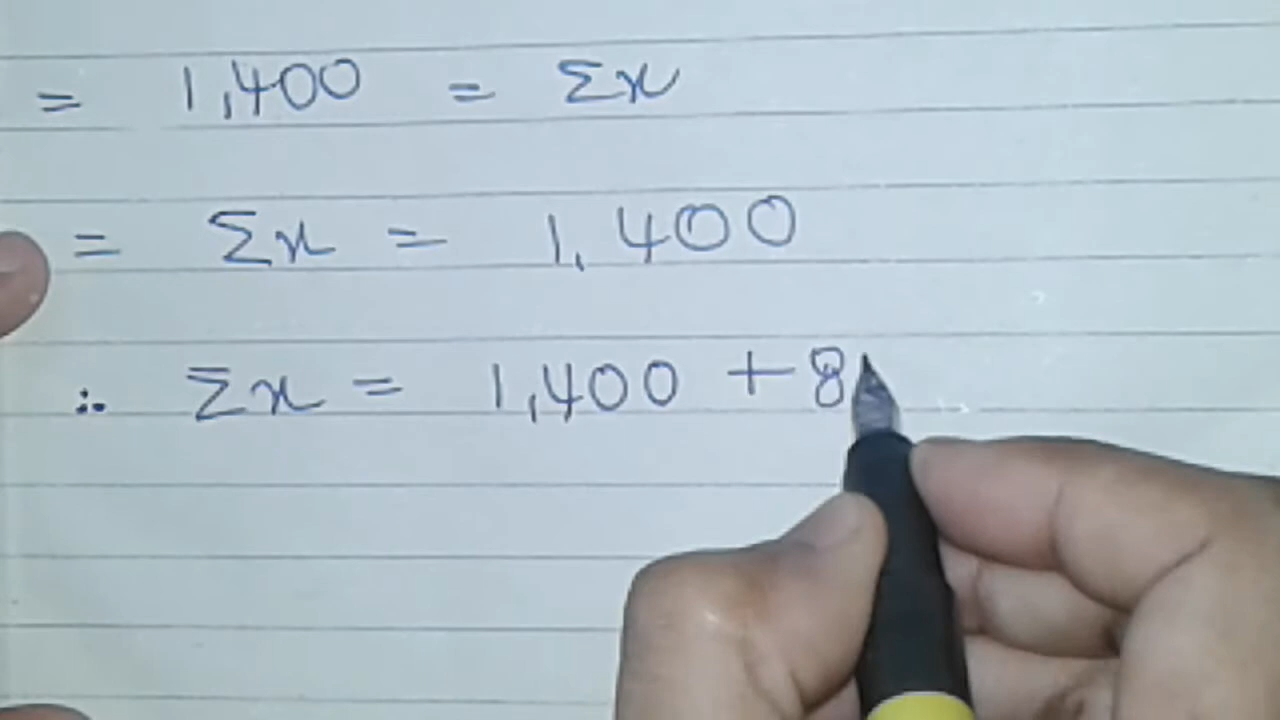 = 1,400 = Σx
= Σx = 1,400
∴ Σx = 1,400 + 8